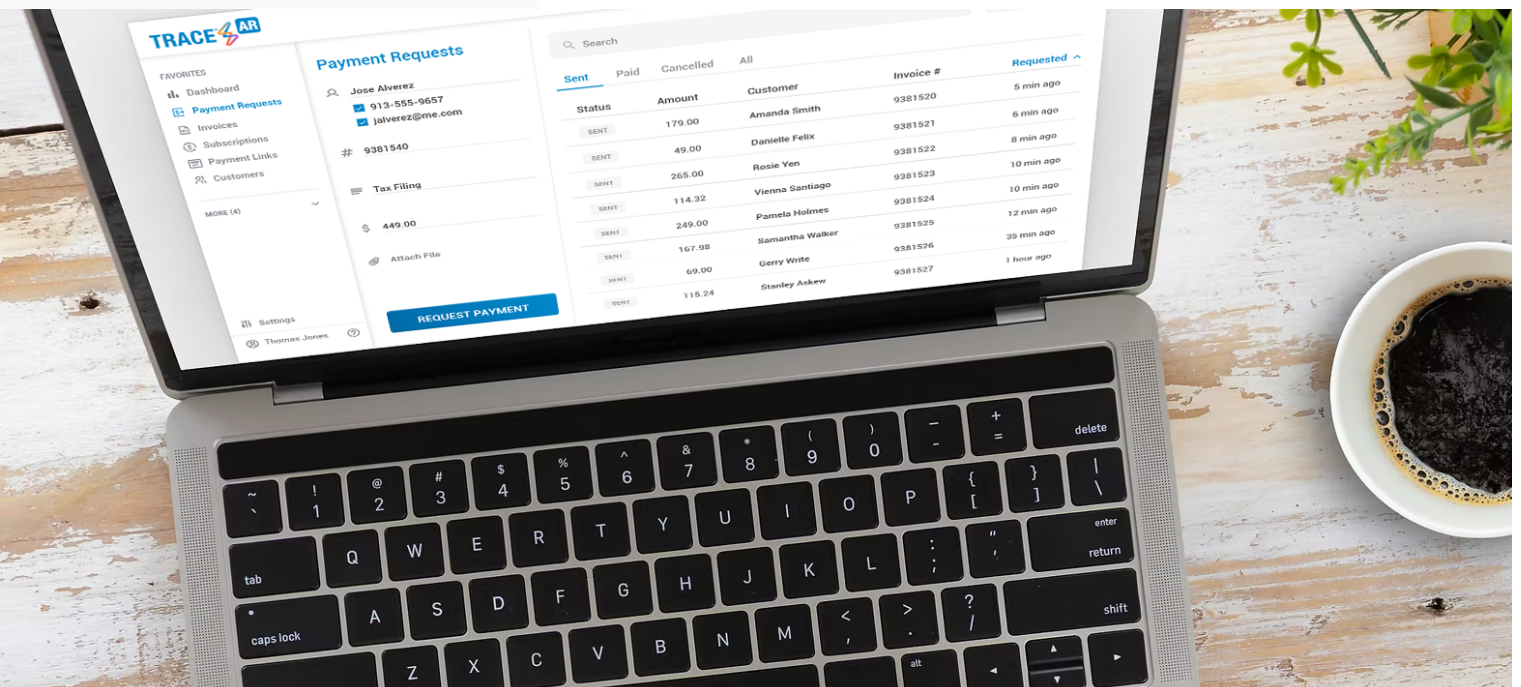 TRACE AR
FAVORITES
Dashboard
Payment Requests
Invoices
Subscriptions
Payment Links
Customers
MORE (4)
Settings
Thomas Jones
Payment Requests
Jose Alverez
913-555-9657
jalverez@me.com
# 9381540
Tax Filing
$ 449.00
Attach File
REQUEST PAYMENT
Search
Sent Paid Cancelled All
Status Amount Customer Invoice # Requested
SENT 179.00 Amanda Smith 9381520 5 min ago
SENT 49.00 Danielle Felix 9381521 6 min ago
SENT 265.00 Rosie Yen 9381522 8 min ago
SENT 114.32 Vienna Santiago 9381523 10 min ago
SENT 249.00 Pamela Holmes 9381524 10 min ago
SENT 167.98 Samantha Walker 9381525 12 min ago
SENT 69.00 Gerry Write 9381526 35 min ago
SENT 115.24 Stanley Askew 9381527 1 hour ago
~ ! @ # $ % ^ & * ( ) _ +
` 1 2 3 4 5 6 7 8 9 0 - = delete
tab Q W E R T Y U I O P { [ } ] | \
caps lock A S D F G H J K L : ; " ' enter return
Z X C V B N M < , > . ? / shift
alt